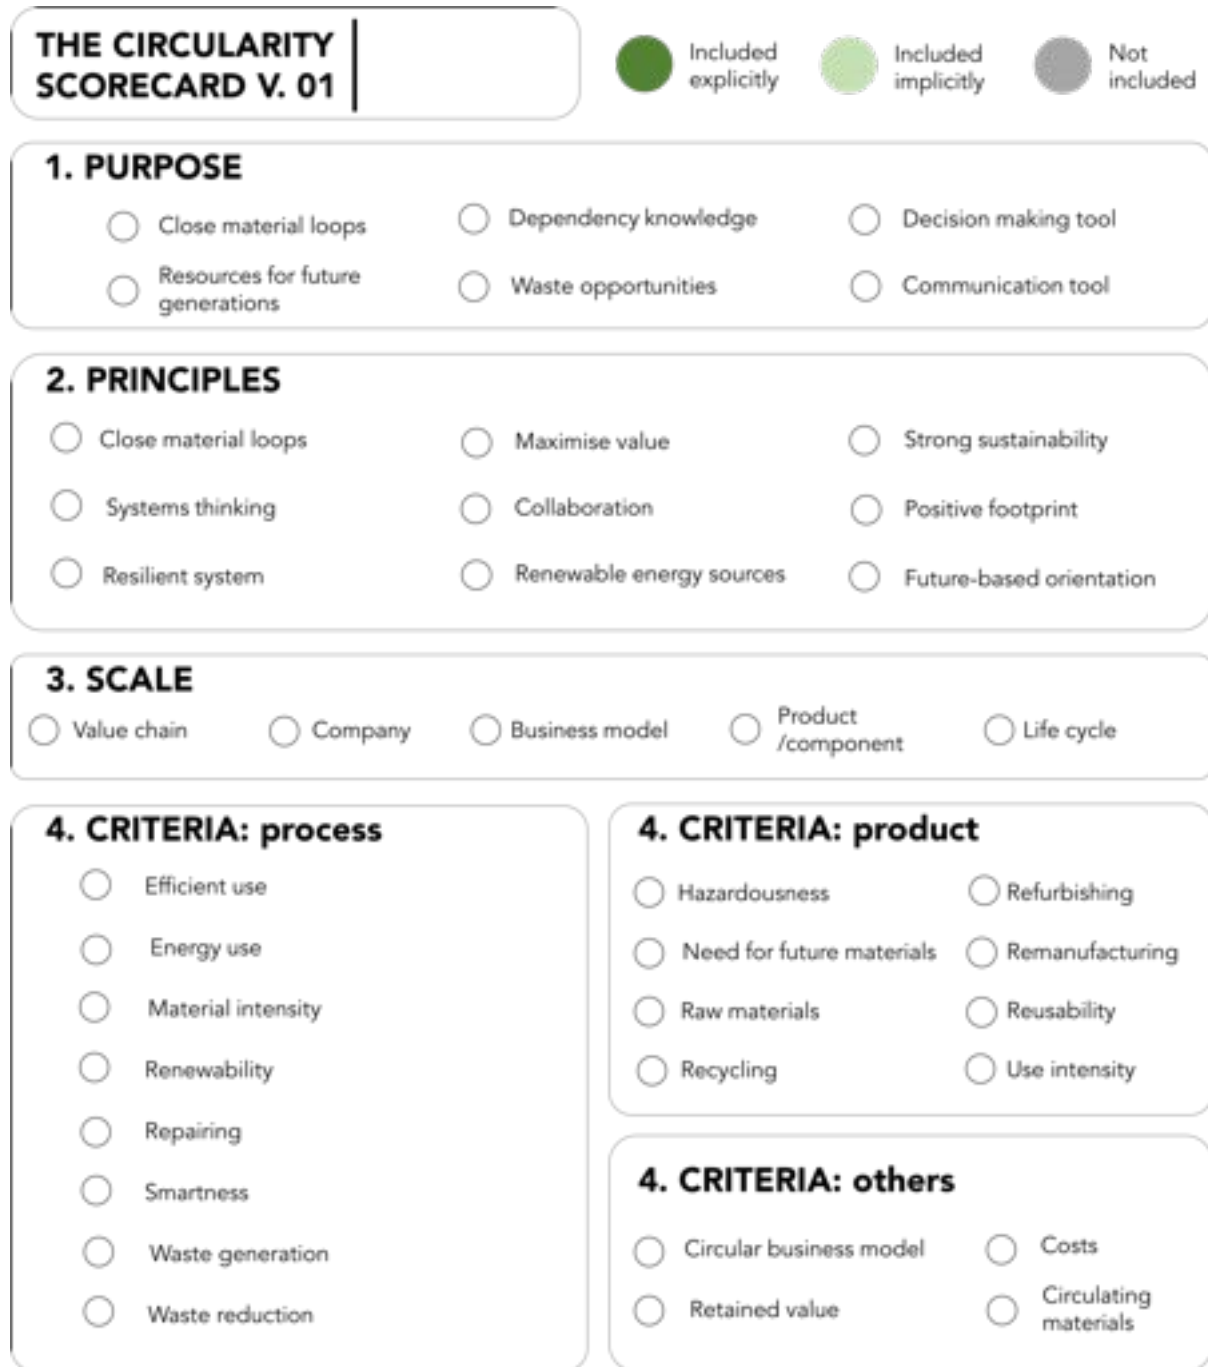 THE CIRCULARITY
SCORECARD V. 01
Included
explicitly
Included
implicitly
Not
included
1. PURPOSE
Close material loops
Dependency knowledge
Decision making tool
Resources for future
generations
Waste opportunities
Communication tool
2. PRINCIPLES
Close material loops
Maximise value
Strong sustainability
Systems thinking
Collaboration
Positive footprint
Resilient system
Renewable energy sources
Future-based orientation
3. SCALE
Value chain
Company
Business model
Product
/component
Life cycle
4. CRITERIA: process
Efficient use
Energy use
Material intensity
Renewability
Repairing
Smartness
Waste generation
Waste reduction
4. CRITERIA: product
Hazardousness
Refurbishing
Need for future materials
Remanufacturing
Raw materials
Reusability
Recycling
Use intensity
4. CRITERIA: others
Circular business model
Costs
Retained value
Circulating
materials